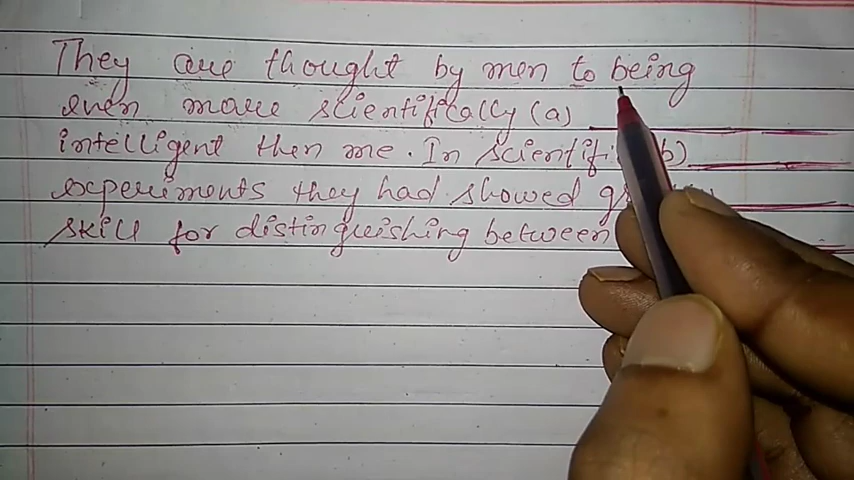 They are thought by men to being
even more scientifically (a)
intelligent then me. In scientifi b)
experiments they had showed g
skill for distinguishing between